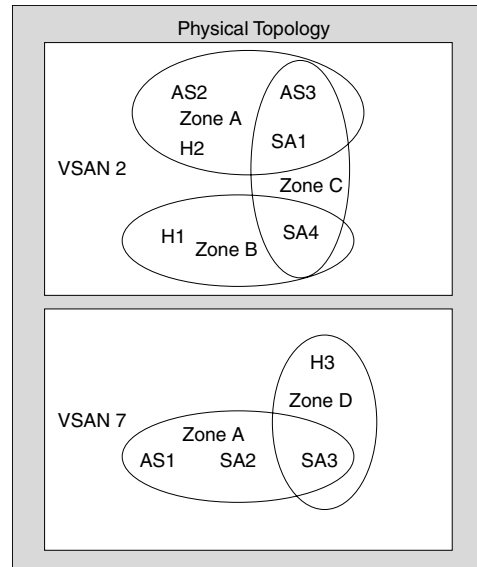 Physical Topology
AS2 AS3
Zone A
H2 SA1
VSAN 2
Zone C
H1 SA4
Zone B
H3
Zone D
VSAN 7
Zone A
AS1 SA2 SA3